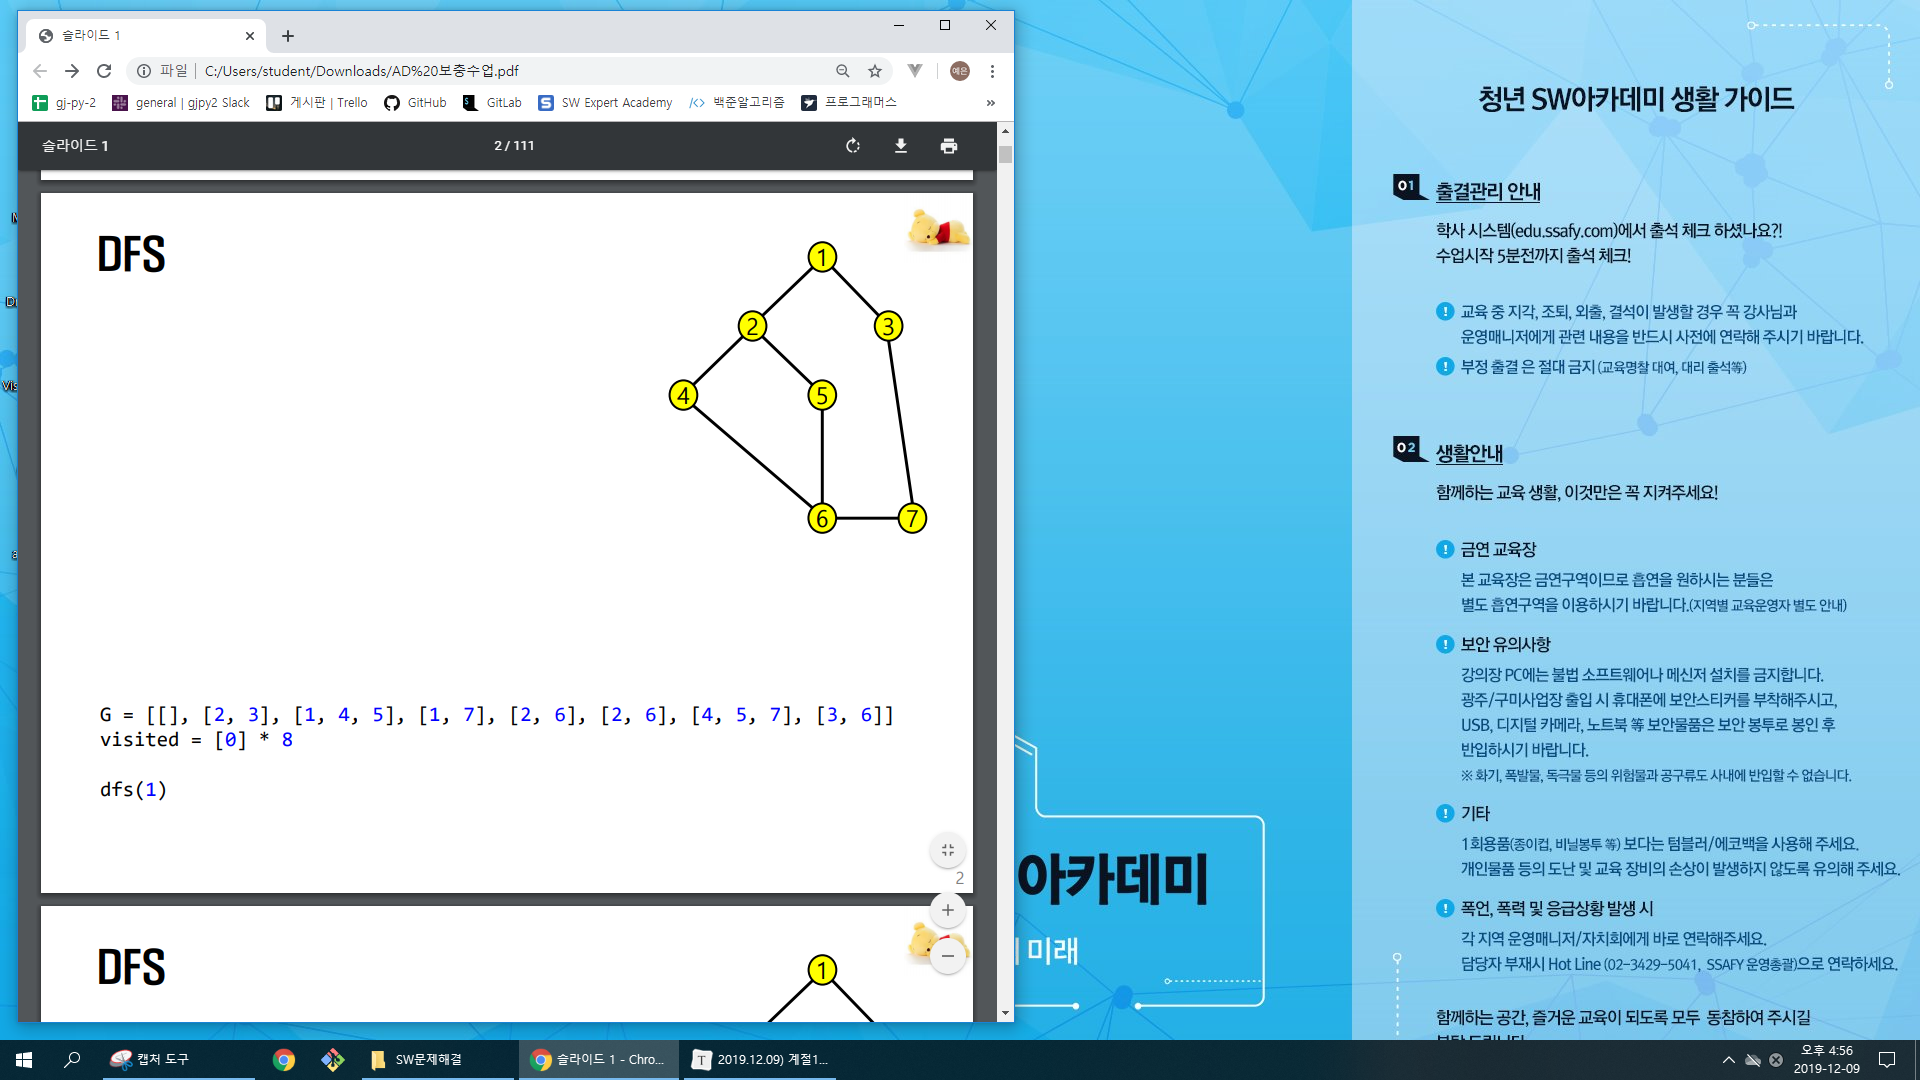 슬라이드 1
파일
C:/Users/student/Downloads/AD%20보충수업.pdf
예은
gj-py-2
general | gjpy2 Slack
게시판 | Trello
GitHub
GitLab
SW Expert Academy
백준알고리즘
프로그래머스
»
슬라이드 1
2 / 111
DFS
1
2
3
4
5
6
7
G = [[], [2, 3], [1, 4, 5], [1, 7], [2, 6], [2, 6], [4, 5, 7], [3, 6]]
visited = [0] * 8
dfs(1)
2
DFS
1
아카데미
미래
청년 SW아카데미 생활 가이드
01 출결관리 안내
학사 시스템(edu.ssafy.com)에서 출석 체크 하셨나요?!
수업시작 5분전까지 출석 체크!
! 교육 중 지각, 조퇴, 외출, 결석이 발생할 경우 꼭 강사님과
운영매니저에게 관련 내용을 반드시 사전에 연락해 주시기 바랍니다.
! 부정 출결 은 절대 금지 (교육명찰 대여, 대리 출석等)
02 생활안내
함께하는 교육 생활, 이것만은 꼭 지켜주세요!
! 금연 교육장
본 교육장은 금연구역이므로 흡연을 원하시는 분들은
별도 흡연구역을 이용하시기 바랍니다.(지역별 교육운영자 별도 안내)
! 보안 유의사항
강의장 PC에는 불법 소프트웨어나 메신저 설치를 금지합니다.
광주/구미사업장 출입 시 휴대폰에 보안스티커를 부착해주시고,
USB, 디지털 카메라, 노트북 等 보안물품은 보안 봉투로 봉인 후
반입하시기 바랍니다.
※ 화기, 폭발물, 독극물 등의 위험물과 공구류도 사내에 반입할 수 없습니다.
! 기타
1회용품(종이컵, 비닐봉투 等) 보다는 텀블러/에코백을 사용해 주세요.
개인물품 등의 도난 및 교육 장비의 손상이 발생하지 않도록 유의해 주세요.
! 폭언, 폭력 및 응급상황 발생 시
각 지역 운영매니저/자치회에게 바로 연락해주세요.
담당자 부재시 Hot Line (02-3429-5041, SSAFY 운영총괄)으로 연락하세요.
함께하는 공간, 즐거운 교육이 되도록 모두 동참하여 주시길
캡처 도구
SW문제해결
슬라이드 1 - Chro...
2019.12.09) 계절1...
오후 4:56
2019-12-09